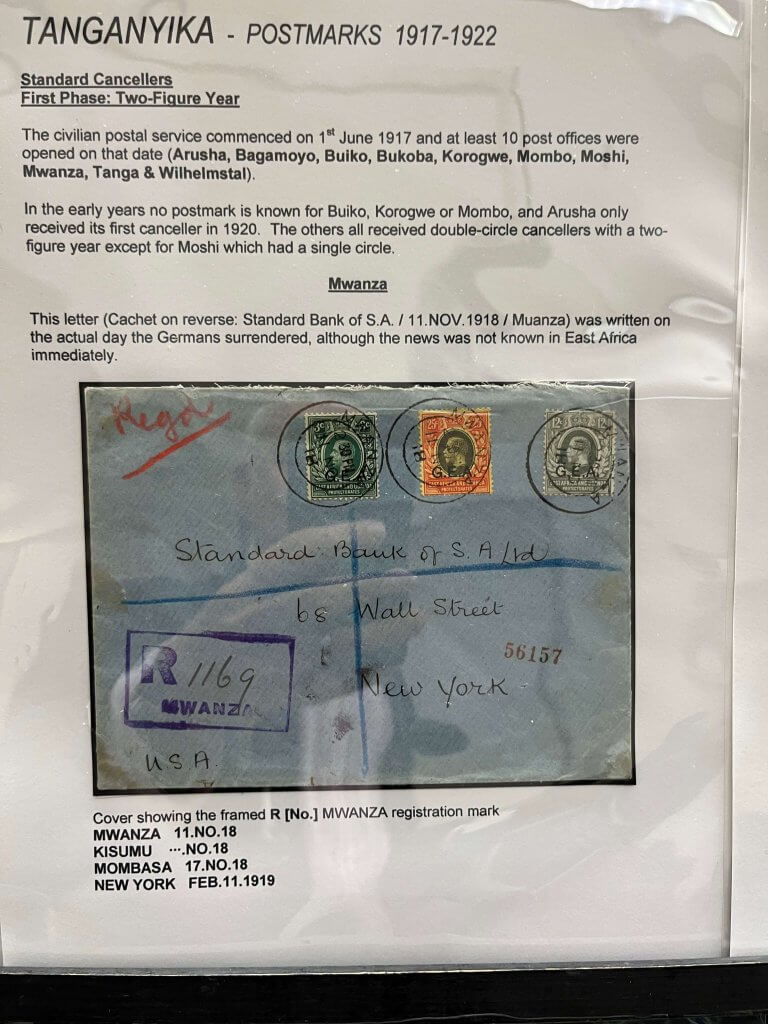 TANGANYIKA - POSTMARKS 1917-1922
Standard Cancellers
First Phase: Two-Figure Year
The civilian postal service commenced on 1st June 1917 and at least 10 post offices were
opened on that date (Arusha, Bagamoyo, Buiko, Bukoba, Korogwe, Mombo, Moshi,
Mwanza, Tanga & Wilhelmstal).
In the early years no postmark is known for Buiko, Korogwe or Mombo, and Arusha only
received its first canceller in 1920. The others all received double-circle cancellers with a two-
figure year except for Moshi which had a single circle.
Mwanza
This letter (Cachet on reverse: Standard Bank of S.A. / 11.NOV.1918 / Muanza) was written on
the actual day the Germans surrendered, although the news was not known in East Africa
immediately.
Regd
G.E.A.
G.E.A.
Standard Bank of S.A Ltd
68 Wall Street
56157
R 1169
New York
MWANZA
U.S.A.
Cover showing the framed R [No.] MWANZA registration mark
MWANZA 11.NO.18
KISUMU ···.NO.18
MOMBASA 17.NO.18
NEW YORK FEB.11.1919